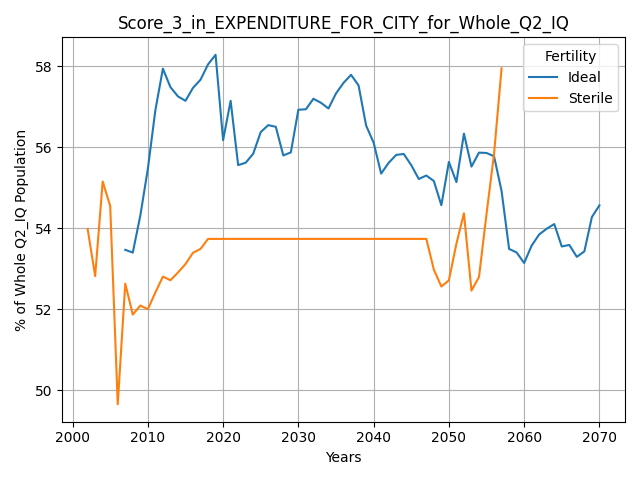 Score_3_in_EXPENDITURE_FOR_CITY_for_Whole_Q2_IQ
Fertility
Ideal
Sterile
% of Whole Q2_IQ Population
58
56
54
52
50
2000 2010 2020 2030 2040 2050 2060 2070
Years